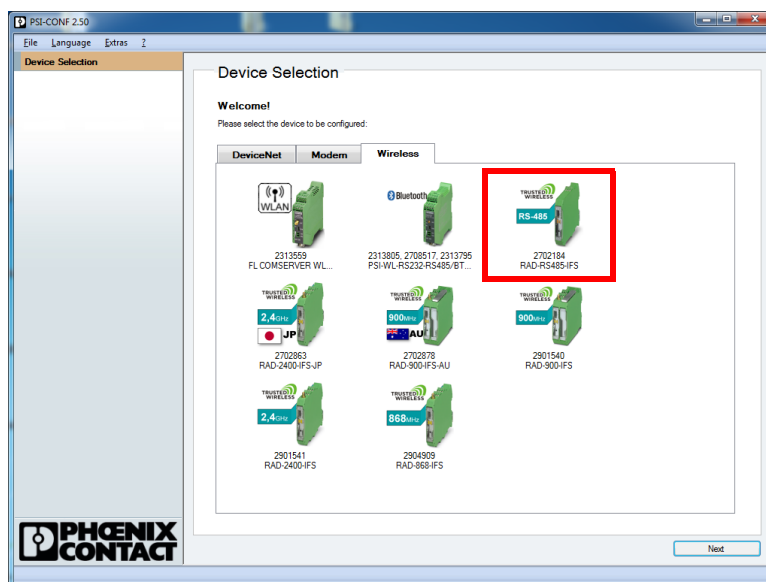 PSI-CONF 2.50
File Language Extras ?
Device Selection
Device Selection
Welcome!
Please select the device to be configured:
DeviceNet Modem Wireless
WLAN
2313559
FL COMSERVER WL...
Bluetooth
2313805, 2708517, 2313795
PSI-WL-RS232-RS485/BT...
TRUSTED
WIRELESS
RS-485
2702184
RAD-RS485-IFS
TRUSTED
WIRELESS
2,4GHz
JP
2702863
RAD-2400-IFS-JP
TRUSTED
WIRELESS
900MHz
AU
2702878
RAD-900-IFS-AU
TRUSTED
WIRELESS
900MHz
2901540
RAD-900-IFS
TRUSTED
WIRELESS
2,4GHz
2901541
RAD-2400-IFS
TRUSTED
WIRELESS
868MHz
2904909
RAD-868-IFS
PHŒNIX
CONTACT
Next